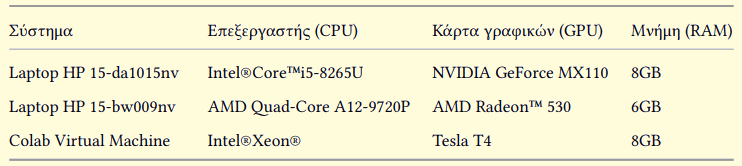 Σύστημα Επεξεργαστής (CPU) Κάρτα γραφικών (GPU) Μνήμη (RAM)
Laptop HP 15-da1015nv Intel®Core™i5-8265U NVIDIA GeForce MX110 8GB
Laptop HP 15-bw009nv AMD Quad-Core A12-9720P AMD Radeon™ 530 6GB
Colab Virtual Machine Intel®Xeon® Tesla T4 8GB